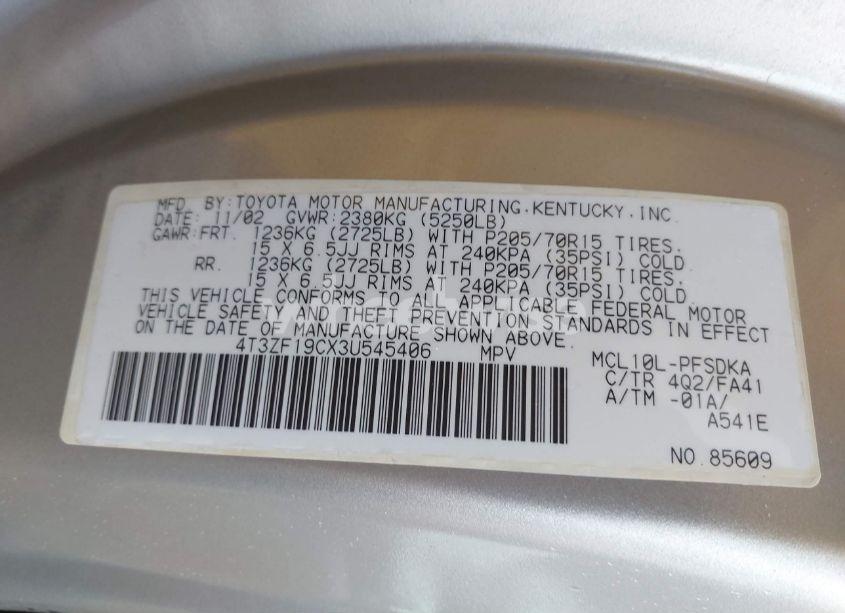 MFD. BY:TOYOTA MOTOR MANUFACTURING.KENTUCKY.INC.
DATE: 11/02 GVWR:2380KG (5250LB)
GAWR:FRT. 1236KG (2725LB) WITH P205/70R15 TIRES.
15 X 6.5JJ RIMS AT 240KPA (35PSI) COLD.
RR. 1236KG (2725LB) WITH P205/70R15 TIRES.
15 X 6.5JJ RIMS AT 240KPA (35PSI) COLD.
THIS VEHICLE CONFORMS TO ALL APPLICABLE FEDERAL MOTOR
VEHICLE SAFETY AND THEFT PREVENTION STANDARDS IN EFFECT
ON THE DATE OF MANUFACTURE SHOWN ABOVE.
4T3ZF19CX3U545406 MPV
MCL10L-PFSDKA
C/TR 4Q2/FA41
A/TM -01A/
A541E
NO.85609